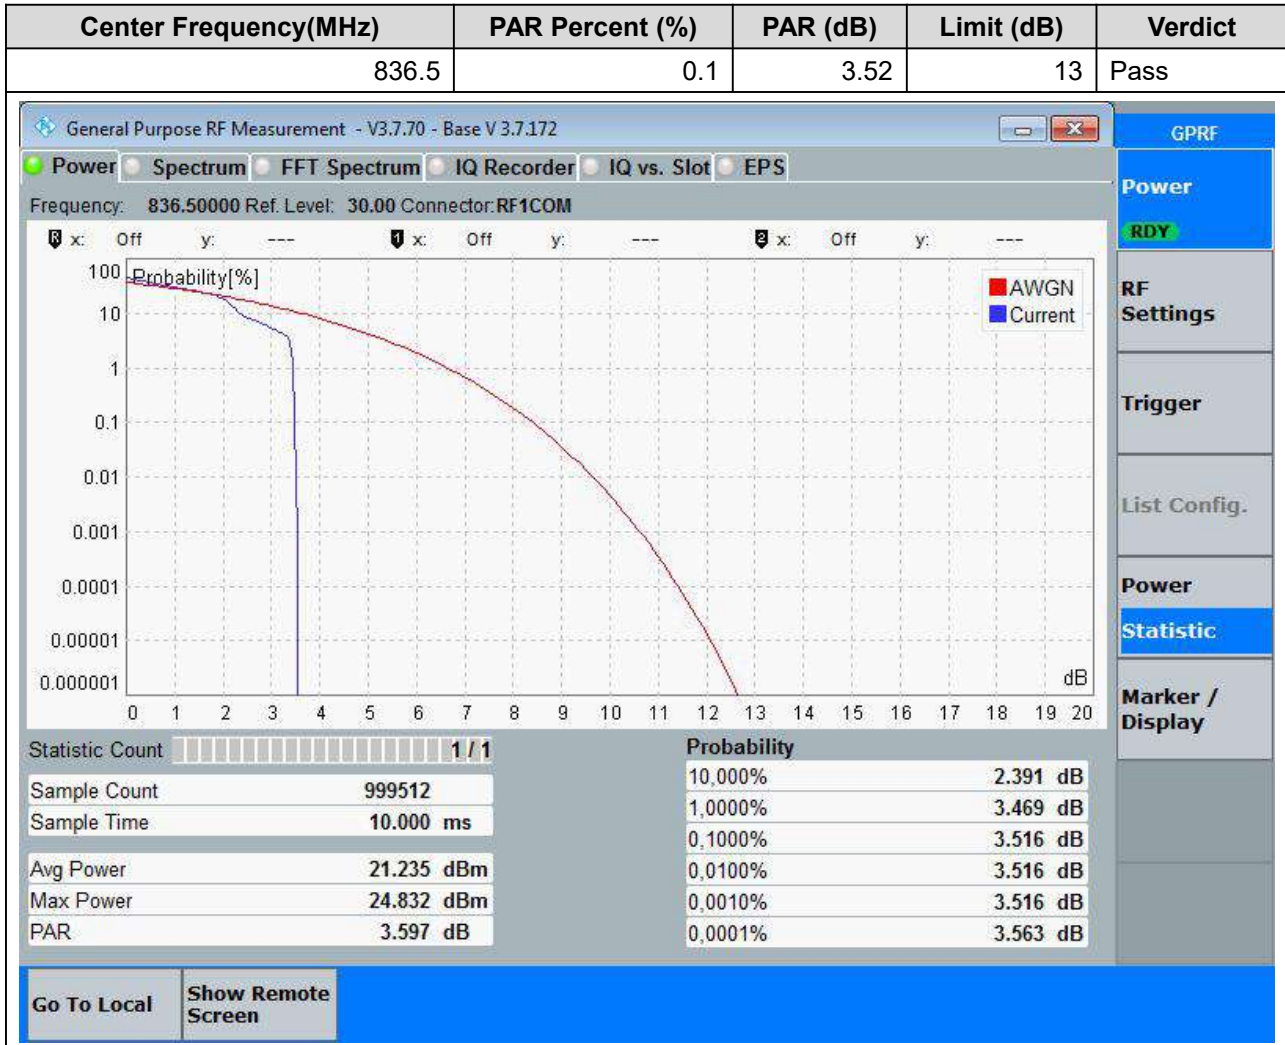 Center Frequency(MHz) PAR Percent (%) PAR (dB) Limit (dB) Verdict
836.5 0.1 3.52 13 Pass
General Purpose RF Measurement - V3.7.70 - Base V 3.7.172
GPRF
Power Spectrum FFT Spectrum IQ Recorder IQ vs. Slot EPS
Power
RDY
Frequency: 836.50000 Ref. Level: 30.00 Connector:RF1COM
R x: Off y: --- 1 x: Off y: --- 2 x: Off y: ---
Probability[%]
AWGN
Current
100
10
1
0.1
0.01
0.001
0.0001
0.00001
0.000001
dB
0 1 2 3 4 5 6 7 8 9 10 11 12 13 14 15 16 17 18 19 20
RF
Settings
Trigger
List Config.
Power
Statistic
Marker /
Display
Statistic Count 1 / 1
Sample Count 999512
Sample Time 10.000 ms
Avg Power 21.235 dBm
Max Power 24.832 dBm
PAR 3.597 dB
Probability
10,000% 2.391 dB
1,0000% 3.469 dB
0,1000% 3.516 dB
0,0100% 3.516 dB
0,0010% 3.516 dB
0,0001% 3.563 dB
Go To Local
Show Remote
Screen